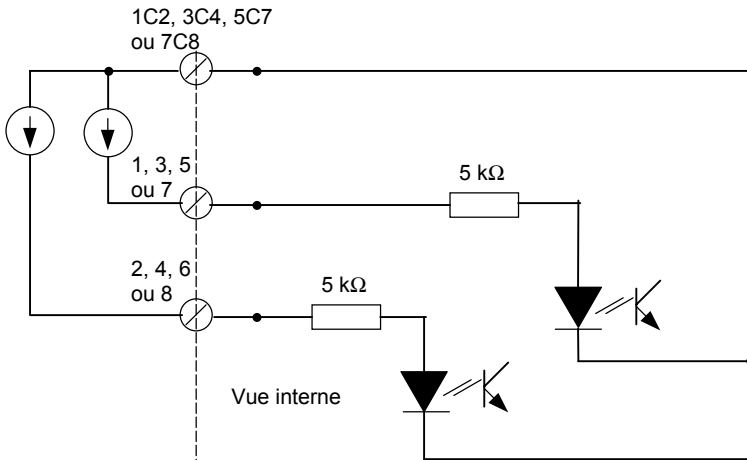 1C2, 3C4, 5C7
ou 7C8
1, 3, 5
ou 7
5 kΩ
2, 4, 6
ou 8
5 kΩ
Vue interne